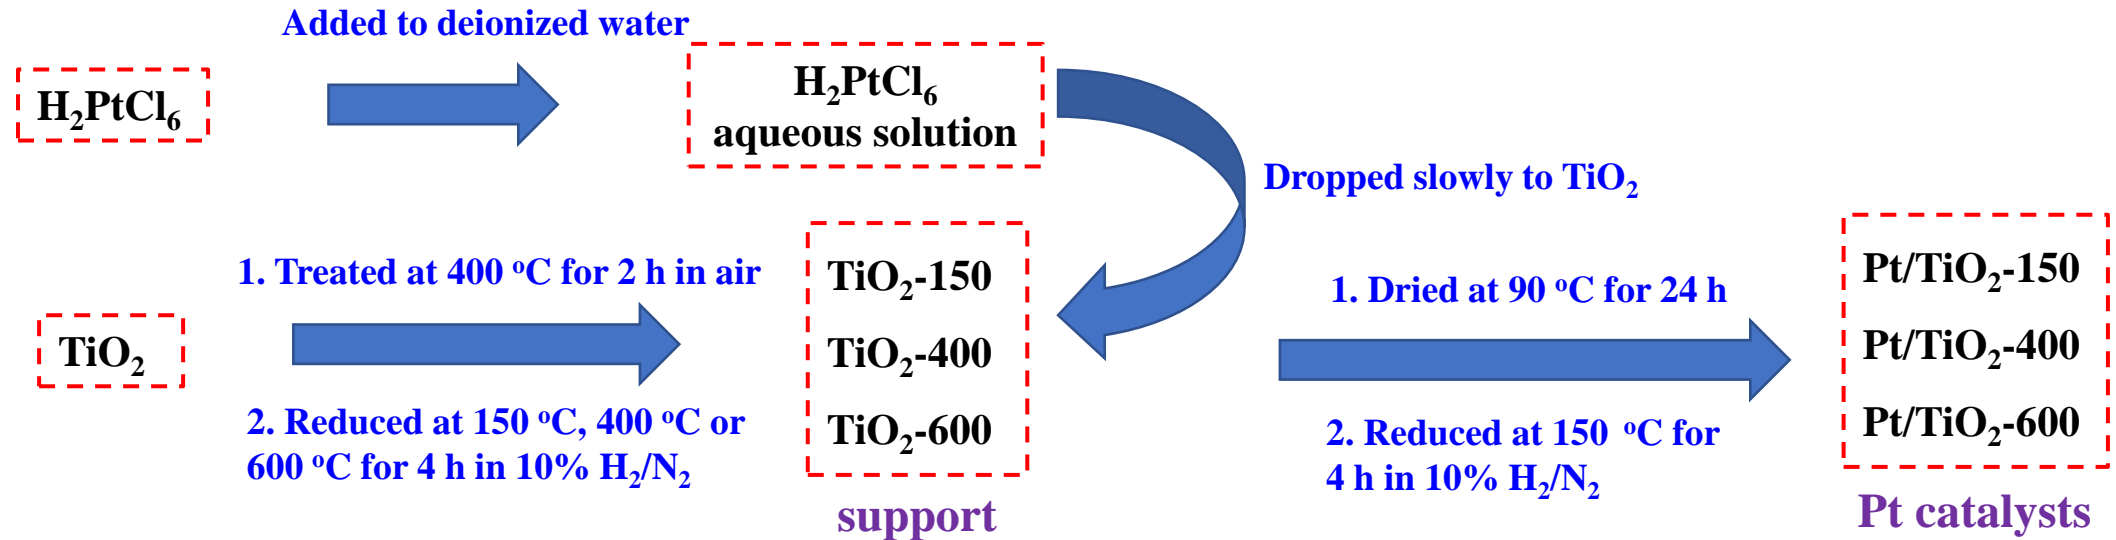 Added to deionized water
H₂PtCl₆
H₂PtCl₆
aqueous solution
Dropped slowly to TiO₂
1. Treated at 400 °C for 2 h in air
TiO₂
2. Reduced at 150 °C, 400 °C or
600 °C for 4 h in 10% H₂/N₂
TiO₂-150
TiO₂-400
TiO₂-600
support
1. Dried at 90 °C for 24 h
2. Reduced at 150 °C for
4 h in 10% H₂/N₂
Pt/TiO₂-150
Pt/TiO₂-400
Pt/TiO₂-600
Pt catalysts